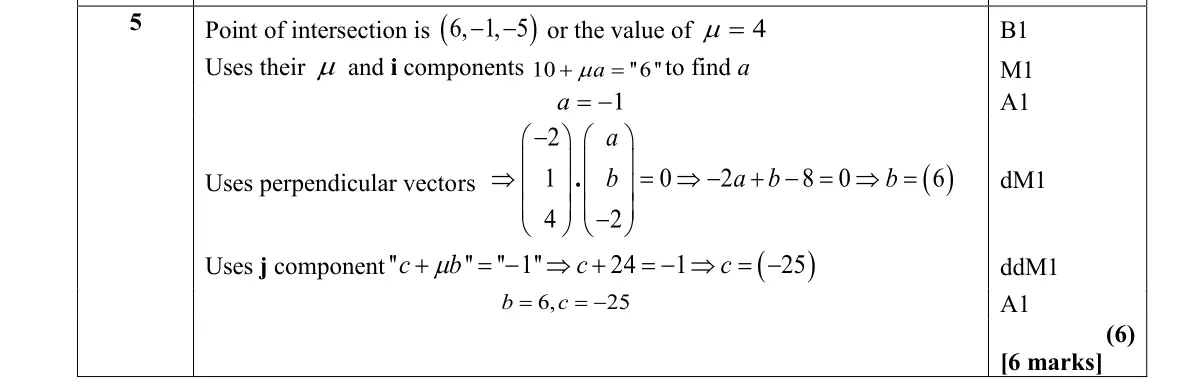 5
Point of intersection is (6,−1,−5) or the value of μ = 4 B1
Uses their μ and i components 10 + μa = "6" to find a M1
a = −1 A1
Uses perpendicular vectors ⇒ (−2 1 4) . (a b −2) = 0 ⇒ −2a + b − 8 = 0 ⇒ b = (6) dM1
Uses j component "c + μb" = "−1" ⇒ c + 24 = −1 ⇒ c = (−25) ddM1
b = 6, c = −25 A1
(6)
[6 marks]